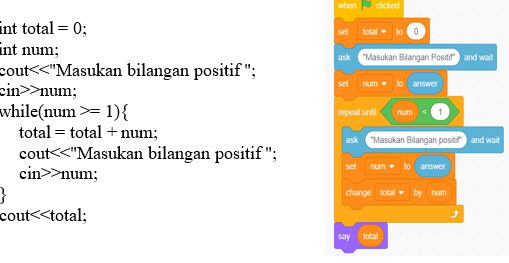 int total = 0;
int num;
cout<<"Masukan bilangan positif ";
cin>>num;
while(num >= 1){
total = total + num;
cout<<"Masukan bilangan positif ";
cin>>num;
}
cout<<total;
when clicked
set total to 0
ask "Masukan Bilangan Positif" and wait
set num to answer
repeat until num < 1
ask "Masukan Bilangan positif" and wait
set num to answer
change total by num
say total